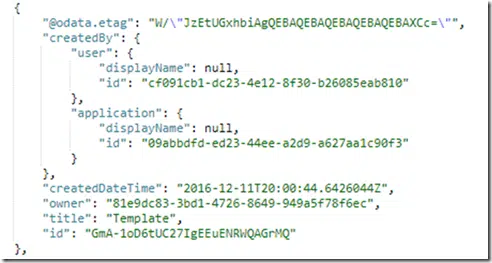 {
"@odata.etag": "W/\"JzEtUGxhbiAgQEBAQEBAQEBAQEBAQEBAXCc=\"",
"createdBy": {
"user": {
"displayName": null,
"id": "cf091cb1-dc23-4e12-8f30-b26085eab810"
},
"application": {
"displayName": null,
"id": "09abbdfd-ed23-44ee-a2d9-a627aa1c90f3"
}
},
"createdDateTime": "2016-12-11T20:00:44.6426044Z",
"owner": "81e9dc83-3bd1-4726-8649-949a5f78f6ec",
"title": "Template",
"id": "GmA-1oD6tUC27IgEEuENRWQAGrMQ"
},